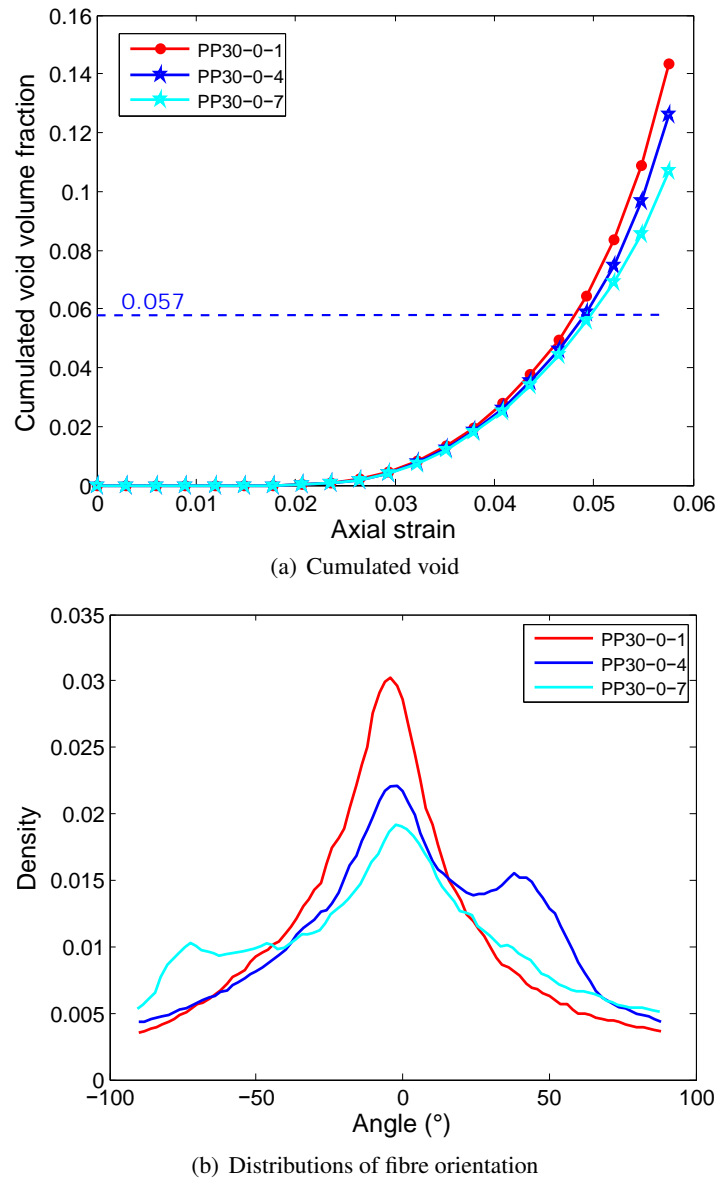 0.16
0.14
0.12
0.1
0.08
0.06
0.04
0.02
0
Cumulated void volume fraction
PP30-0-1
PP30-0-4
PP30-0-7
0.057
0 0.01 0.02 0.03 0.04 0.05 0.06
Axial strain
(a) Cumulated void
0.035
0.03
0.025
0.02
0.015
0.01
0.005
0
Density
PP30-0-1
PP30-0-4
PP30-0-7
−100 −50 0 50 100
Angle (°)
(b) Distributions of fibre orientation